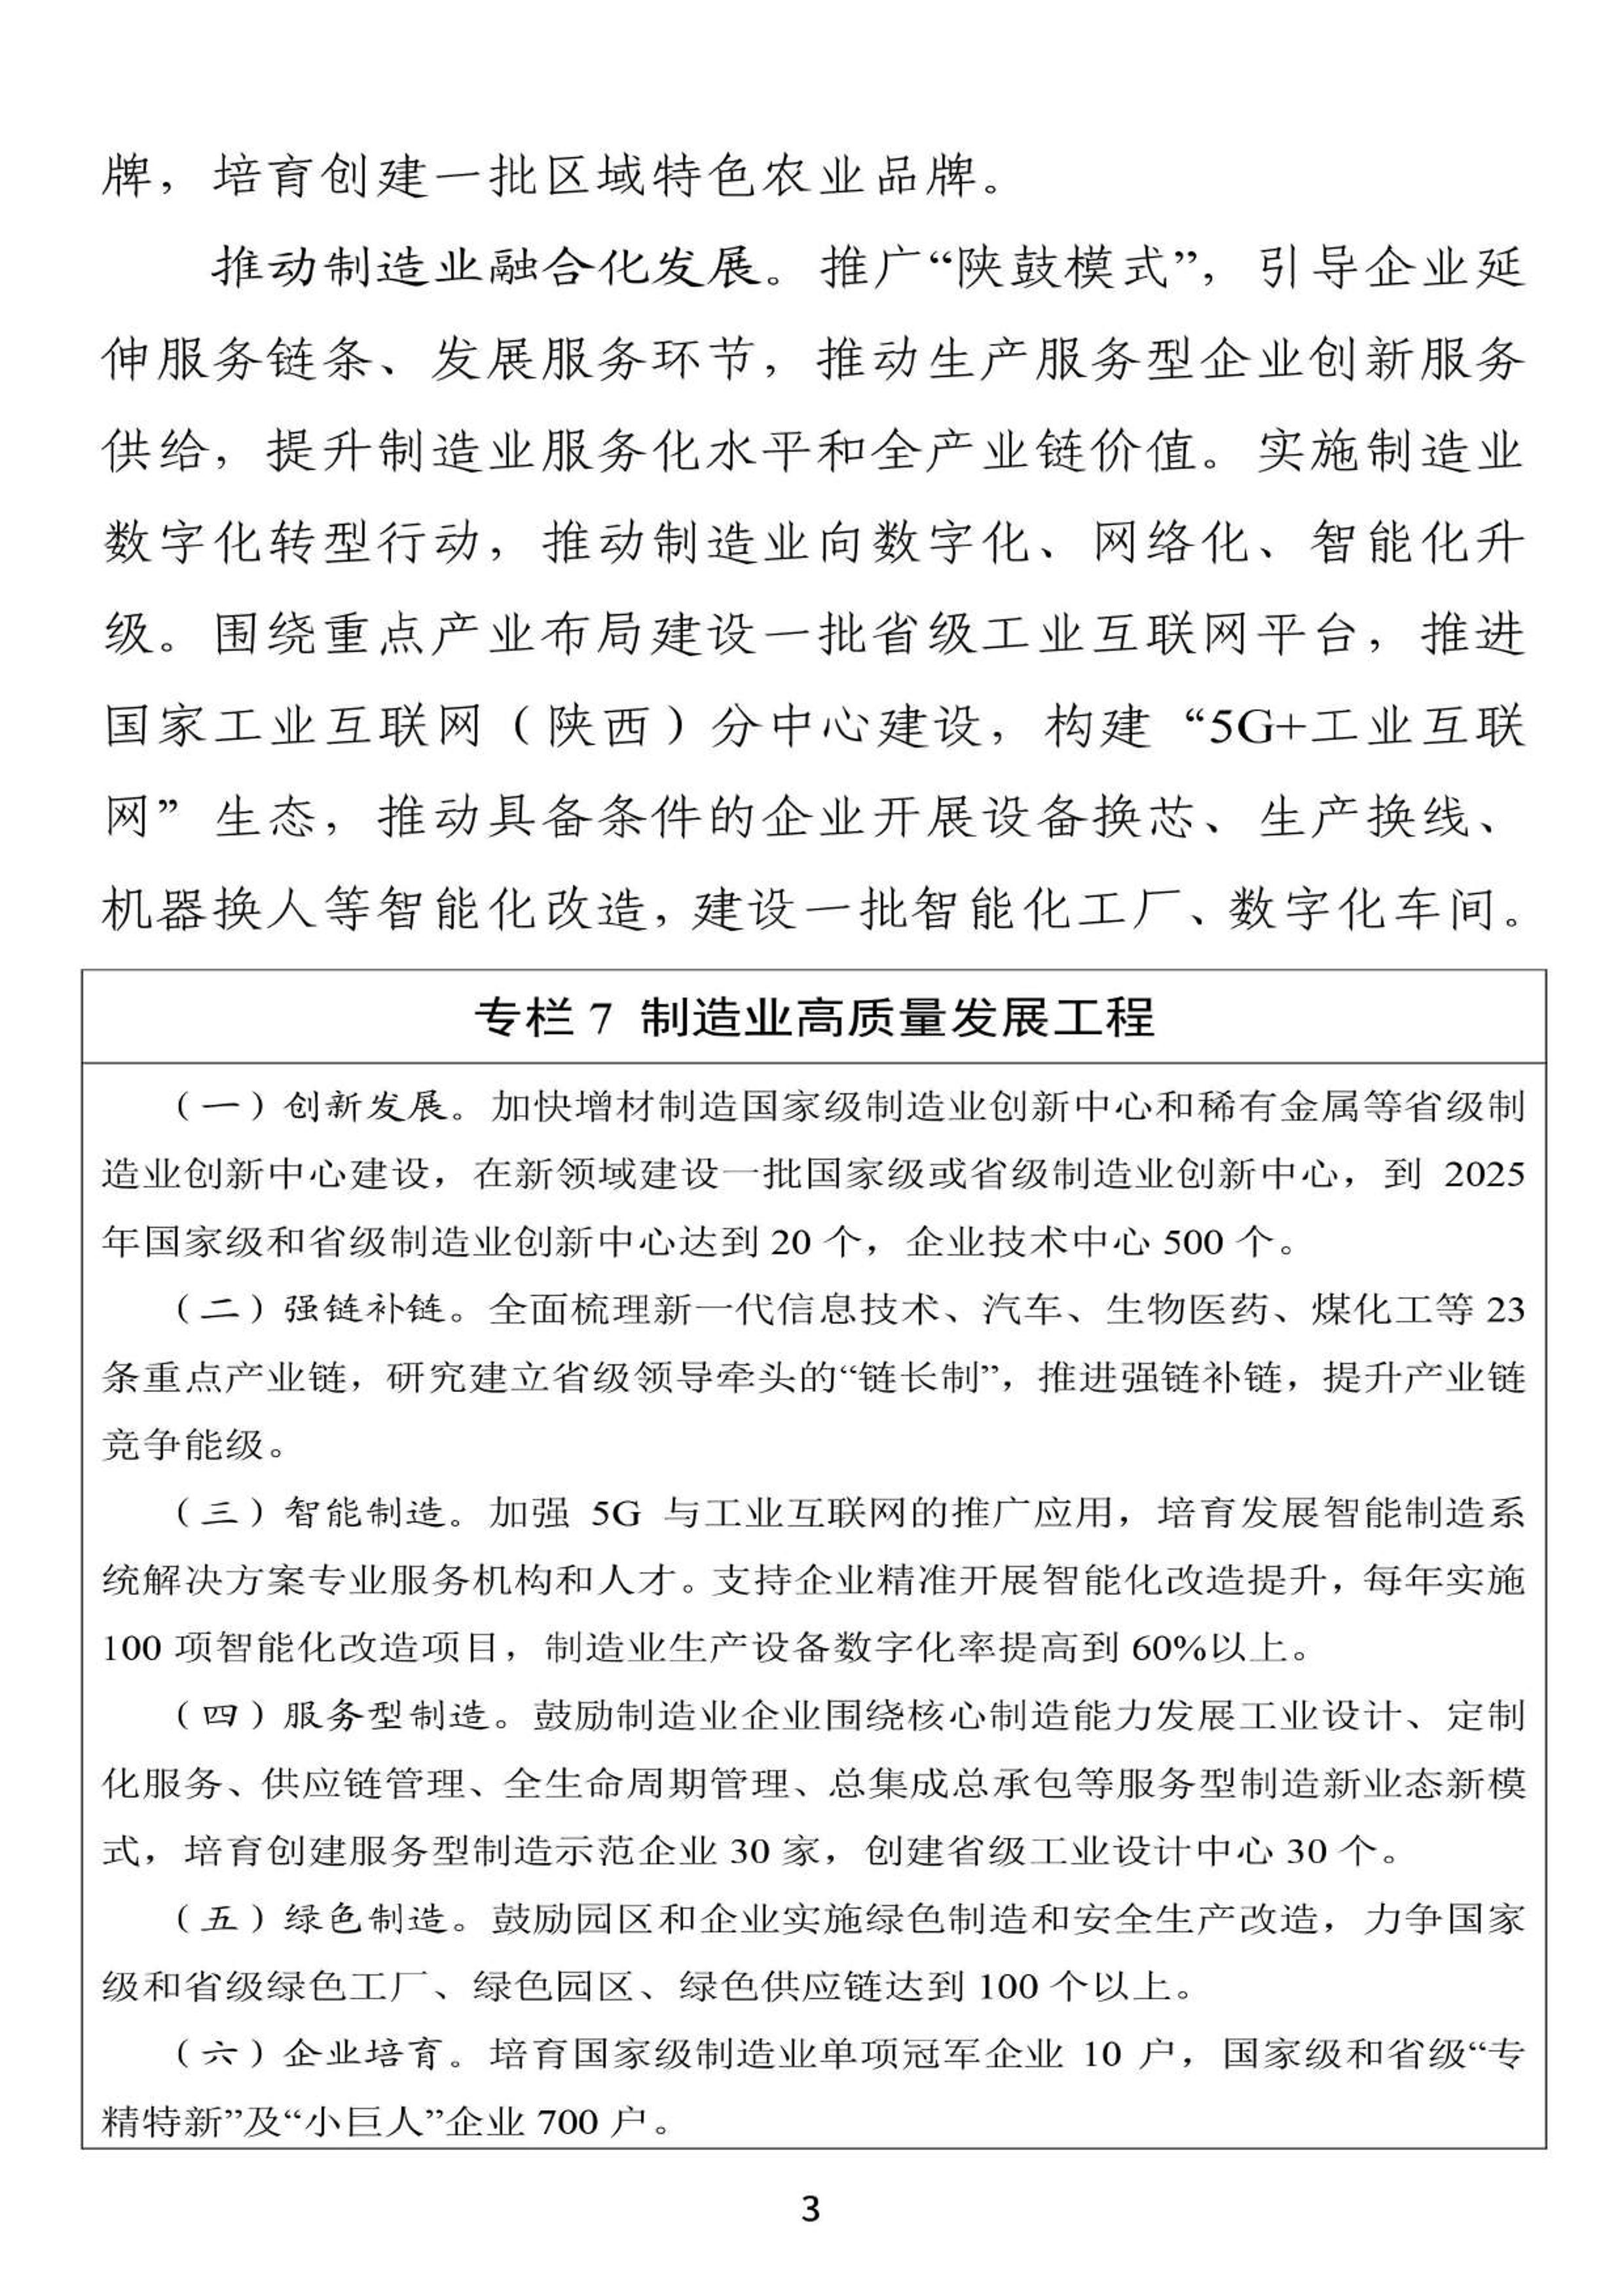 牌，培育创建一批区域特色农业品牌。
推动制造业融合化发展。推广“陕鼓模式”，引导企业延
伸服务链条、发展服务环节，推动生产服务型企业创新服务
供给，提升制造业服务化水平和全产业链价值。实施制造业
数字化转型行动，推动制造业向数字化、网络化、智能化升
级。围绕重点产业布局建设一批省级工业互联网平台，推进
国家工业互联网（陕西）分中心建设，构建“5G+工业互联
网”生态，推动具备条件的企业开展设备换芯、生产换线、
机器换人等智能化改造，建设一批智能化工厂、数字化车间。
专栏 7 制造业高质量发展工程
（一）创新发展。加快增材制造国家级制造业创新中心和稀有金属等省级制
造业创新中心建设，在新领域建设一批国家级或省级制造业创新中心，到 2025
年国家级和省级制造业创新中心达到 20 个，企业技术中心 500 个。
（二）强链补链。全面梳理新一代信息技术、汽车、生物医药、煤化工等 23
条重点产业链，研究建立省级领导牵头的“链长制”，推进强链补链，提升产业链
竞争能级。
（三）智能制造。加强 5G 与工业互联网的推广应用，培育发展智能制造系
统解决方案专业服务机构和人才。支持企业精准开展智能化改造提升，每年实施
100 项智能化改造项目，制造业生产设备数字化率提高到 60%以上。
（四）服务型制造。鼓励制造业企业围绕核心制造能力发展工业设计、定制
化服务、供应链管理、全生命周期管理、总集成总承包等服务型制造新业态新模
式，培育创建服务型制造示范企业 30 家，创建省级工业设计中心 30 个。
（五）绿色制造。鼓励园区和企业实施绿色制造和安全生产改造，力争国家
级和省级绿色工厂、绿色园区、绿色供应链达到 100 个以上。
（六）企业培育。培育国家级制造业单项冠军企业 10 户，国家级和省级“专
精特新”及“小巨人”企业 700 户。
3